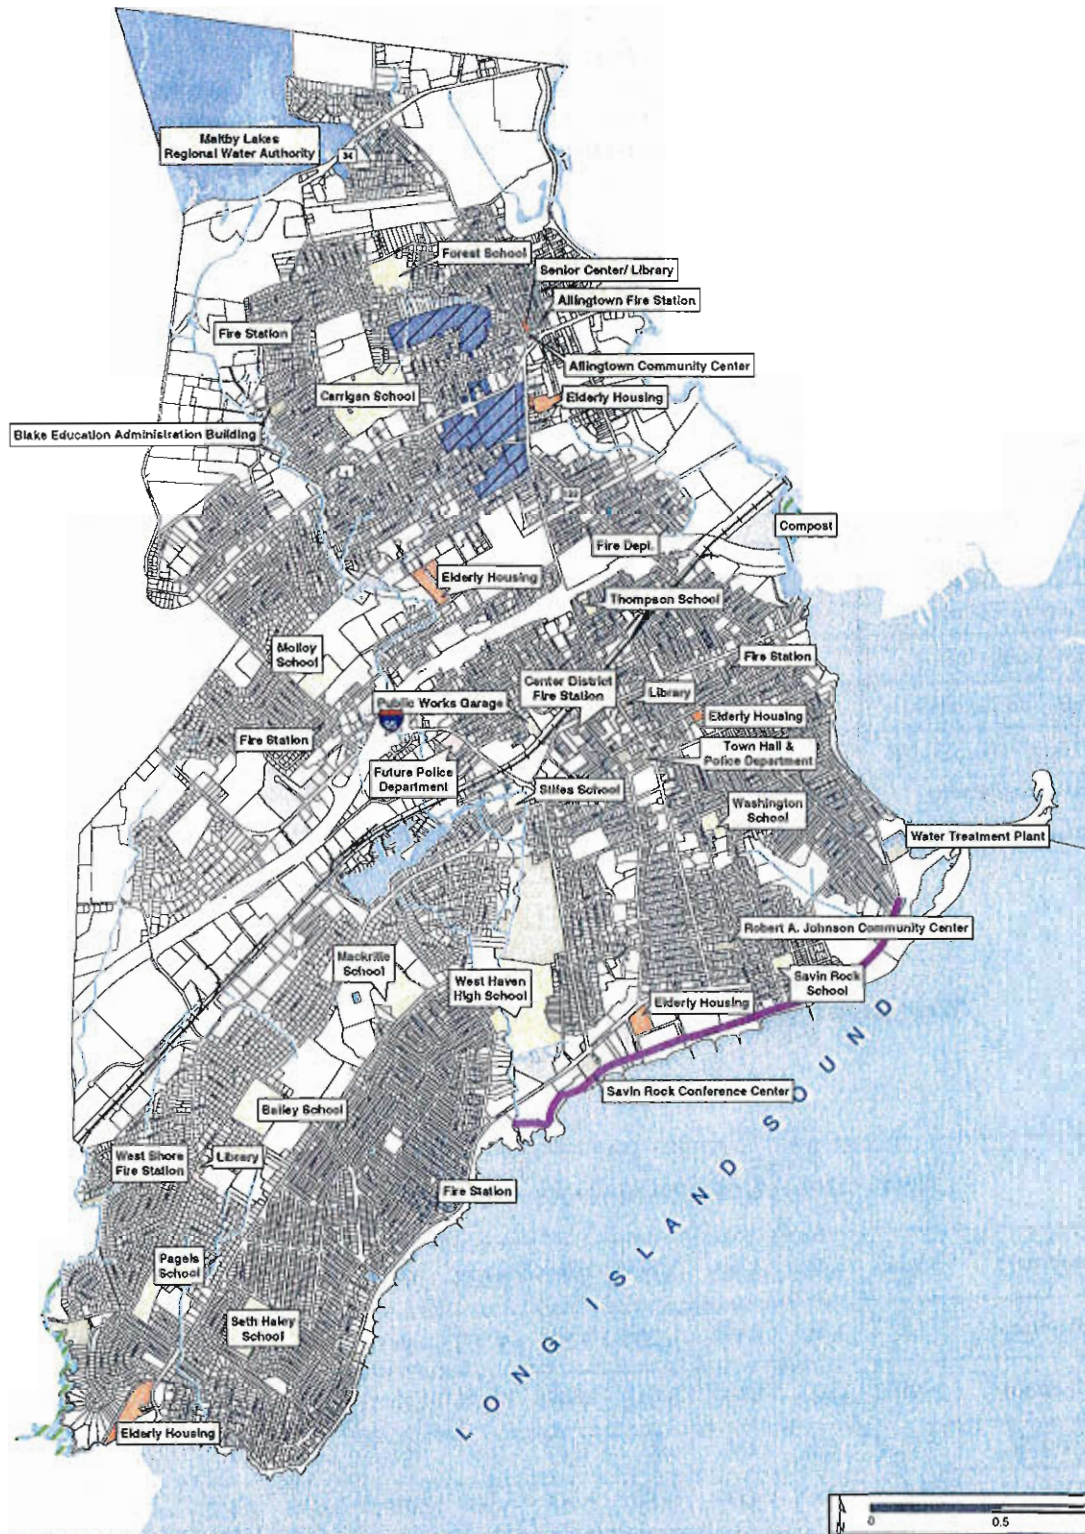 Maltby Lakes
Regional Water Authority
34
Forest School
Senior Center/ Library
Allingtown Fire Station
Fire Station
Allingtown Community Center
Carrigan School
Elderly Housing
Blake Education Administration Building
1
Compost
Fire Dept.
Elderly Housing
Thompson School
Molloy
School
Fire Station
Center District
Fire Station
Library
Public Works Garage
95
Elderly Housing
Fire Station
Town Hall &
Police Department
Future Police
Department
Stiles School
Washington
School
Water Treatment Plant
Robert A. Johnson Community Center
Mackrille
School
West Haven
High School
Savin Rock
School
Elderly Housing
Savin Rock Conference Center
Bailey School
West Shore
Fire Station
Library
Fire Station
Pagels
School
Seth Haley
School
Elderly Housing
LONG ISLAND SOUND
0 0.5